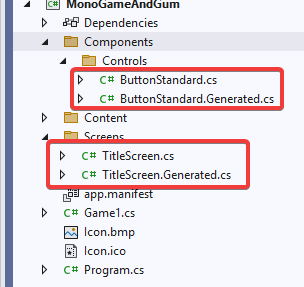 MonoGameAndGum
Dependencies
Components
Controls
C# ButtonStandard.cs
C# ButtonStandard.Generated.cs
Content
Screens
C# TitleScreen.cs
C# TitleScreen.Generated.cs
app.manifest
C# Game1.cs
Icon.bmp
Icon.ico
C# Program.cs